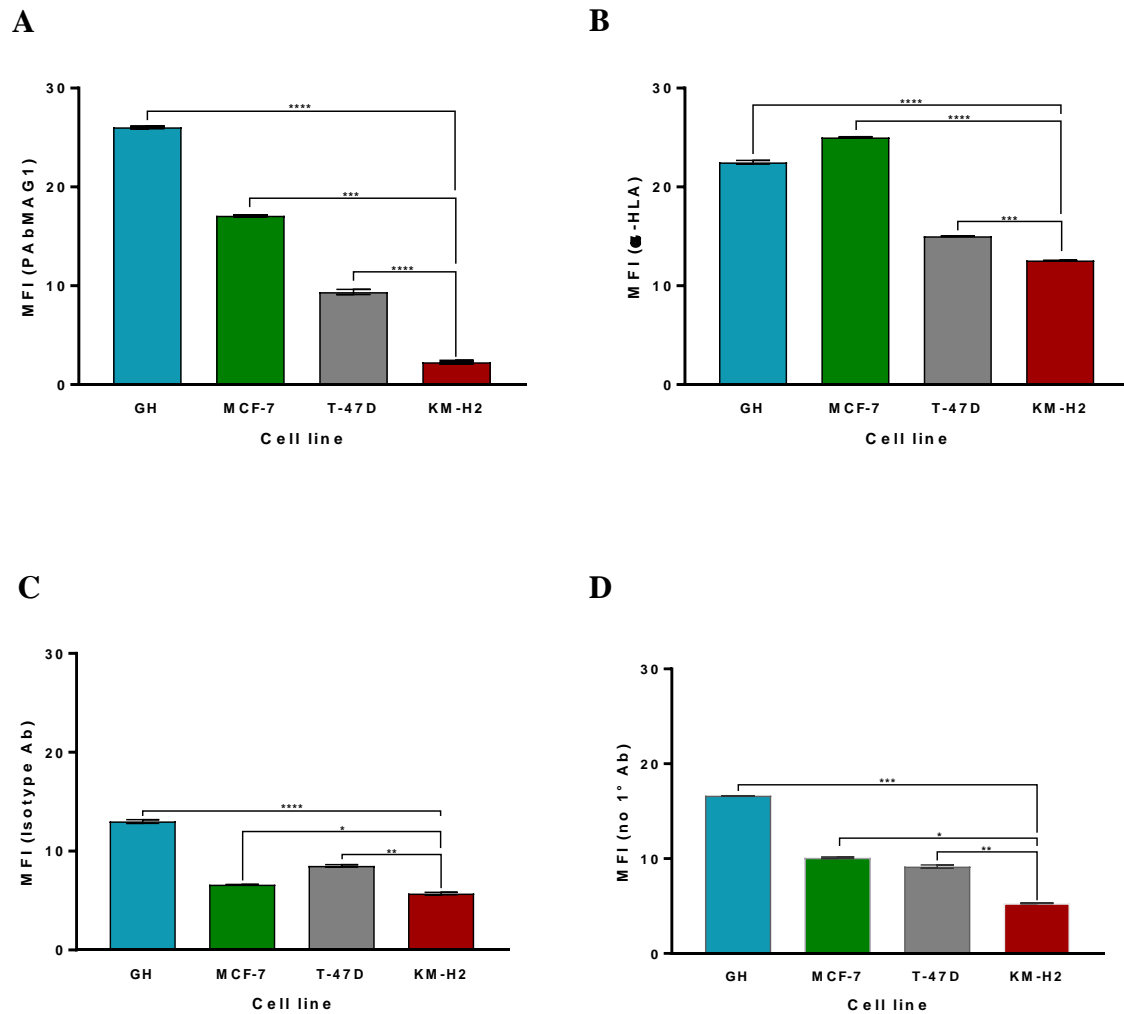 A
30
20
10
0
MFI (PAbMAG1)
****
***
****
GH MCF-7 T-47D KM-H2
Cell line
B
30
20
10
0
MFI (α-HLA)
****
****
***
GH MCF-7 T-47D KM-H2
Cell line
C
30
20
10
0
MFI (Isotype Ab)
****
*
**
GH MCF-7 T-47D KM-H2
Cell line
D
30
20
10
0
MFI (no 1° Ab)
***
*
**
GH MCF-7 T-47D KM-H2
Cell line